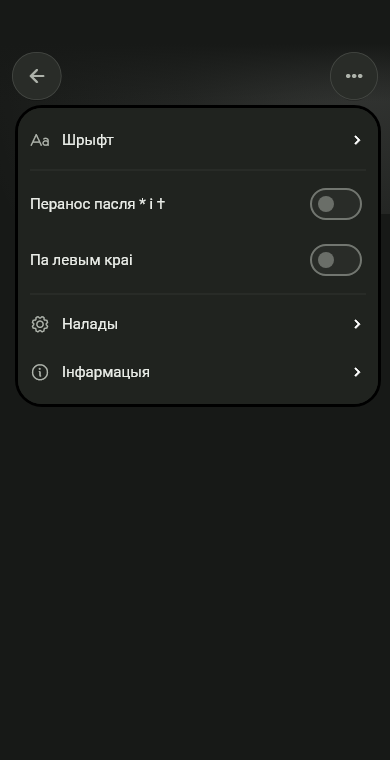 Aa Шрыфт
Перанос пасля * і †
Па левым краі
Налады
Інфармацыя